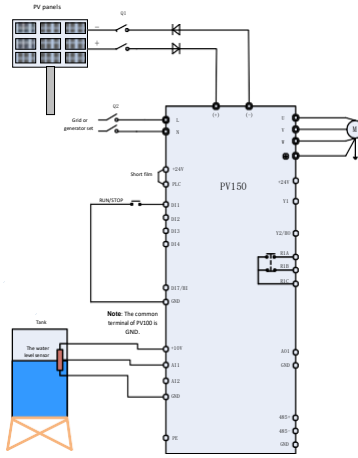 PV panels
Q1
−
+
Q2
Grid or
generator set
(+)
(-)
L
N
U
V
W
M
+24V
PLC
Short film
PV150
+24V
Y1
RUN/STOP
DI1
DI2
DI3
DI4
Y2/HO
R1A
R1B
R1C
DI7/HI
GND
Note: The common
terminal of PV100 is
GND.
Tank
The water
level sensor
+10V
AI1
AI2
GND
AO1
GND
PE
485+
485-
GND